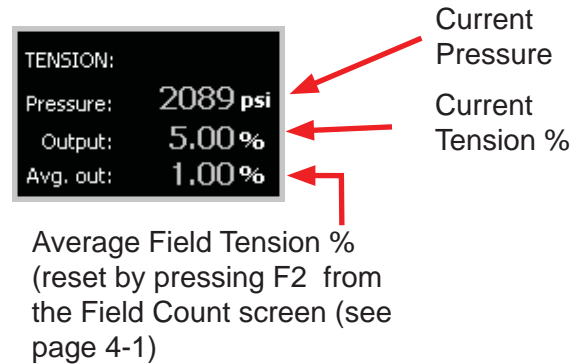 TENSION:
Pressure: 2089 psi
Output: 5.00 %
Avg. out: 1.00 %
Current
Pressure
Current
Tension %
Average Field Tension %
(reset by pressing F2 from
the Field Count screen (see
page 4-1)